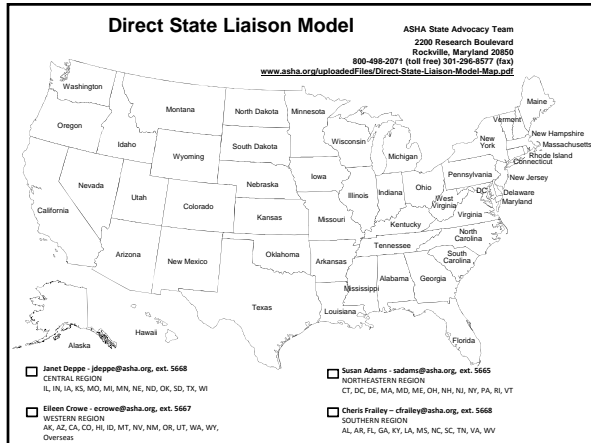 Direct State Liaison Model
ASHA State Advocacy Team
2200 Research Boulevard
Rockville, Maryland 20850
800-498-2071 (toll free) 301-296-8577 (fax)
www.asha.org/uploadedFiles/Direct-State-Liaison-Model-Map.pdf
Washington
Oregon
Idaho
Montana
Wyoming
North Dakota
South Dakota
Nebraska
Kansas
Minnesota
Wisconsin
Michigan
Iowa
Illinois
Indiana
Ohio
Maine
Vermont
New Hampshire
New
York
Massachusetts
Rhode Island
Connecticut
New Jersey
Pennsylvania
DC
Delaware
Maryland
West
Virginia
Virginia
Nevada
Utah
Colorado
California
Missouri
Kentucky
North
Carolina
Tennessee
South
Carolina
Arizona
New Mexico
Oklahoma
Arkansas
Mississippi
Alabama
Georgia
Texas
Louisiana
Florida
Alaska
Hawaii
Janet Deppe - jdeppe@asha.org, ext. 5668
CENTRAL REGION
IL, IN, IA, KS, MO, MI, MN, NE, ND, OK, SD, TX, WI
Eileen Crowe - ecrowe@asha.org, ext. 5667
WESTERN REGION
AK, AZ, CA, CO, HI, ID, MT, NV, NM, OR, UT, WA, WY,
Overseas
Susan Adams - sadams@asha.org, ext. 5665
NORTHEASTERN REGION
CT, DC, DE, MA, MD, ME, OH, NH, NJ, NY, PA, RI, VT
Cheris Frailey – cfrailey@asha.org, ext. 5668
SOUTHERN REGION
AL, AR, FL, GA, KY, LA, MS, NC, SC, TN, VA, WV